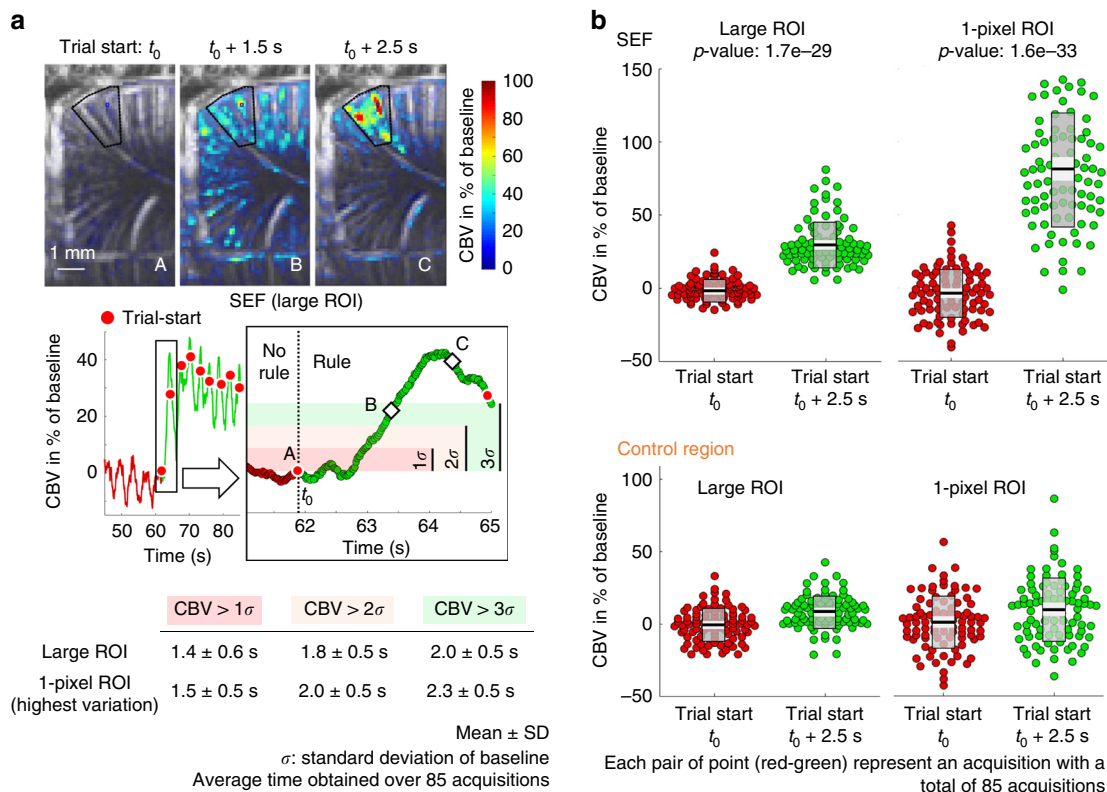 a
Trial start: t0
t0 + 1.5 s
t0 + 2.5 s
1 mm
A
B
C
100
80
60
40
20
0
CBV in % of baseline
SEF (large ROI)
Trial-start
CBV in % of baseline
40
20
0
50
60
70
80
Time (s)
No rule
Rule
A
B
C
t0
1σ
2σ
3σ
62
63
64
65
Time (s)
CBV > 1σ
CBV > 2σ
CBV > 3σ
Large ROI
1.4 ± 0.6 s
1.8 ± 0.5 s
2.0 ± 0.5 s
1-pixel ROI
(highest variation)
1.5 ± 0.5 s
2.0 ± 0.5 s
2.3 ± 0.5 s
Mean ± SD
σ: standard deviation of baseline
Average time obtained over 85 acquisitions
b
SEF
Large ROI
p-value: 1.7e–29
1-pixel ROI
p-value: 1.6e–33
CBV in % of baseline
150
100
50
0
−50
Trial start
t0
Trial start
t0 + 2.5 s
Trial start
t0
Trial start
t0 + 2.5 s
Control region
Large ROI
1-pixel ROI
CBV in % of baseline
100
50
0
−50
Trial start
t0
Trial start
t0 + 2.5 s
Trial start
t0
Trial start
t0 + 2.5 s
Each pair of point (red-green) represent an acquisition with a
total of 85 acquisitions